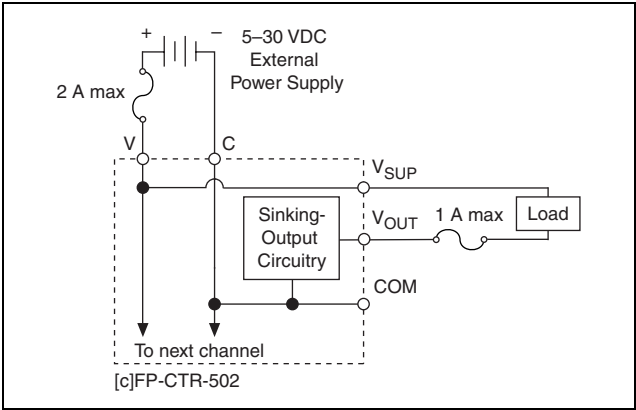 +
–
5–30 VDC
External
Power Supply
2 A max
V
C
VSUP
Sinking-
Output
Circuitry
VOUT
1 A max
Load
COM
To next channel
[c]FP-CTR-502